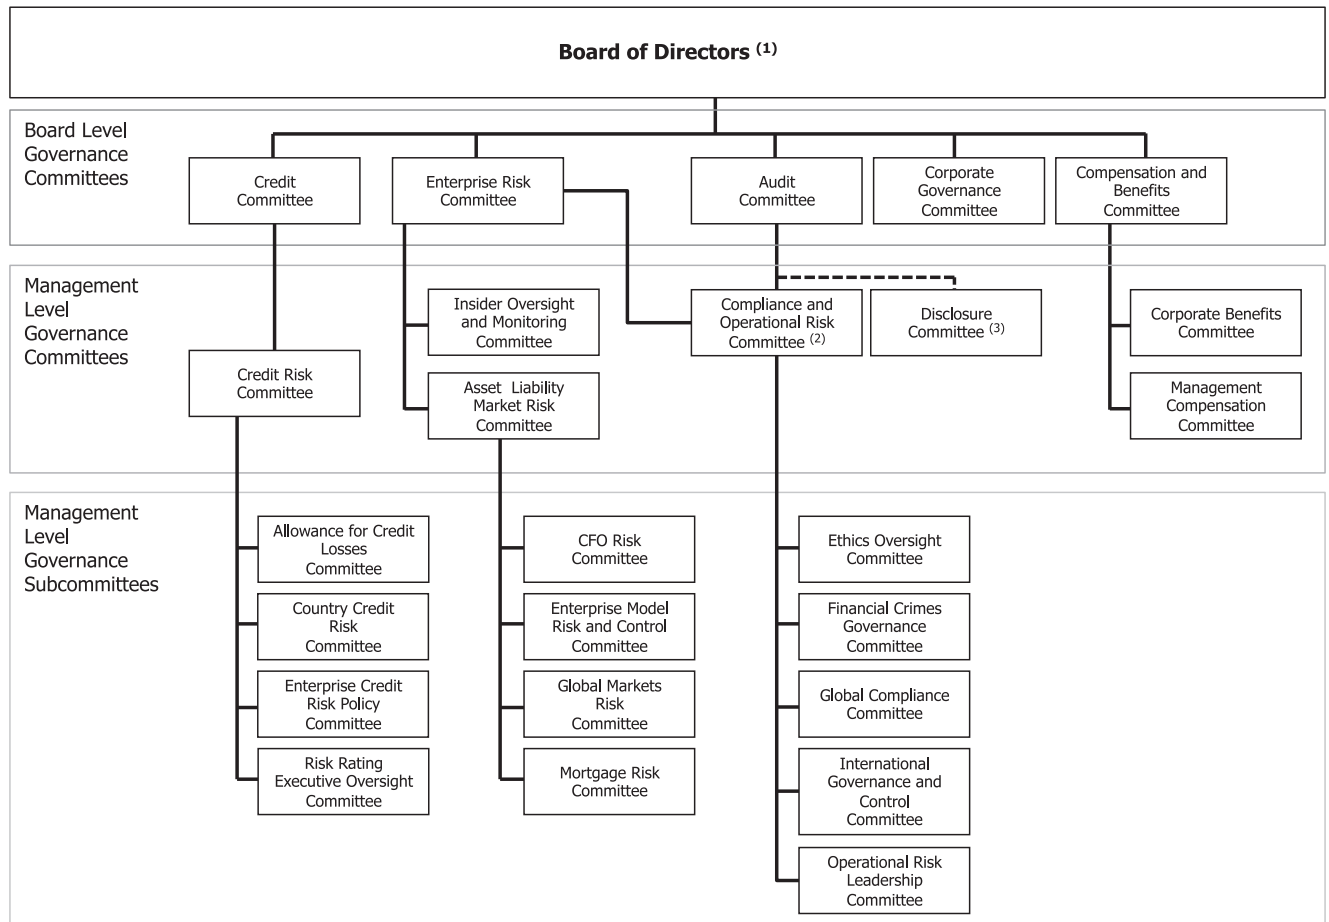 Board of Directors (1)
Board Level
Governance
Committees
Credit
Committee
Enterprise Risk
Committee
Audit
Committee
Corporate
Governance
Committee
Compensation and
Benefits
Committee
Management
Level
Governance
Committees
Insider Oversight
and Monitoring
Committee
Compliance and
Operational Risk
Committee (2)
Disclosure
Committee (3)
Corporate Benefits
Committee
Credit Risk
Committee
Asset Liability
Market Risk
Committee
Management
Compensation
Committee
Management
Level
Governance
Subcommittees
Allowance for Credit
Losses
Committee
CFO Risk
Committee
Ethics Oversight
Committee
Country Credit
Risk
Committee
Enterprise Model
Risk and Control
Committee
Financial Crimes
Governance
Committee
Enterprise Credit
Risk Policy
Committee
Global Markets
Risk
Committee
Global Compliance
Committee
Risk Rating
Executive Oversight
Committee
Mortgage Risk
Committee
International
Governance and
Control
Committee
Operational Risk
Leadership
Committee